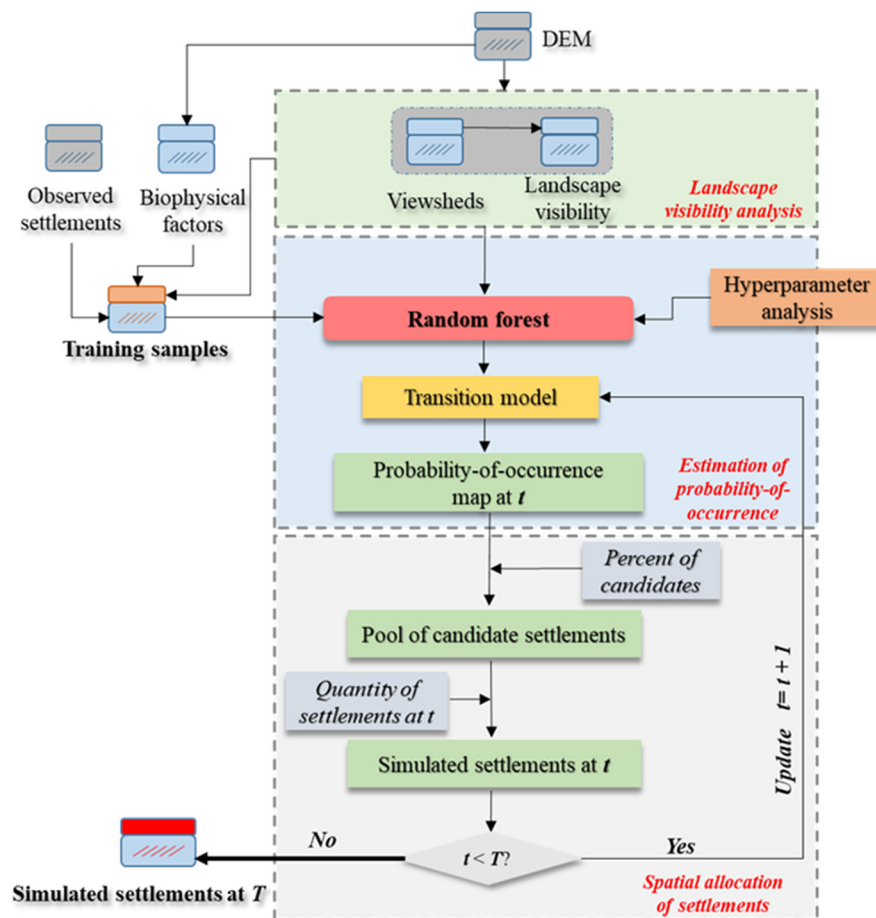 DEM
Observed
settlements
Biophysical
factors
Viewsheds
Landscape
visibility
Landscape
visibility analysis
Training samples
Random forest
Hyperparameter
analysis
Transition model
Probability-of-occurrence
map at t
Estimation of
probability-of-
occurrence
Percent of
candidates
Pool of candidate settlements
Quantity of
settlements at t
Simulated settlements at t
Update t= t + 1
No
t < T?
Yes
Simulated settlements at T
Spatial allocation
of settlements